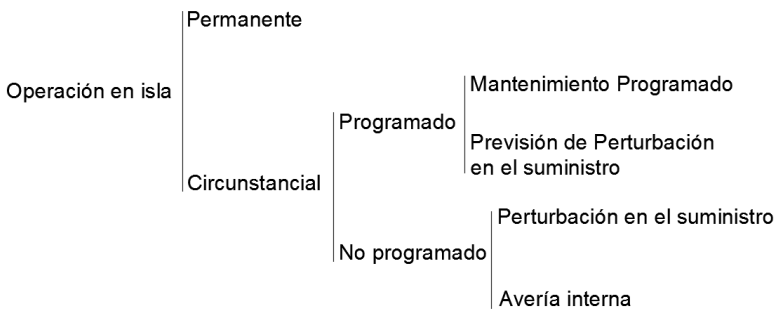 Permanente
Operación en isla
Mantenimiento Programado
Programado
Previsión de Perturbación
en el suministro
Circunstancial
Perturbación en el suministro
No programado
Avería interna